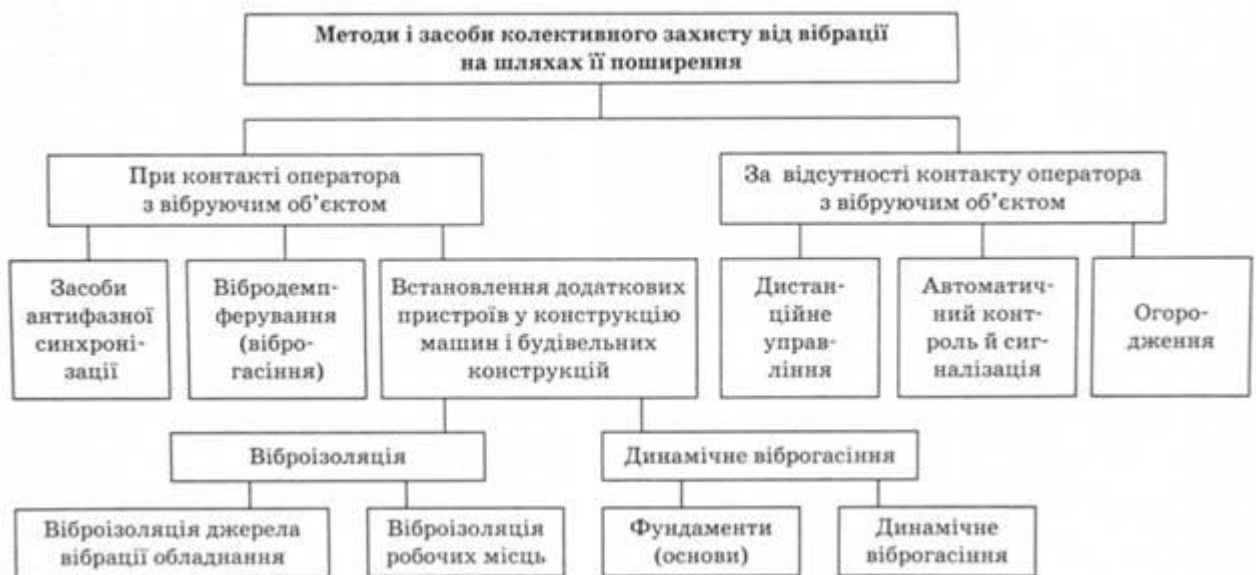 Методи і засоби колективного захисту від вібрації
на шляхах її поширення
При контакті оператора
з вібруючим об’єктом
За відсутності контакту оператора
з вібруючим об’єктом
Засоби
антифазної
синхроні-
зації
Вібродемп-
ферування
(вібро-
гасіння)
Встановлення додаткових
пристроїв у конструкцію
машин і будівельних
конструкцій
Дистан-
ційне
управ-
ління
Автоматич-
ний конт-
роль й сиг-
налізація
Огоро-
дження
Віброізоляція
Динамічне віброгасіння
Віброізоляція джерела
вібрації обладнання
Віброізоляція
робочих місць
Фундаменти
(основи)
Динамічне
віброгасіння